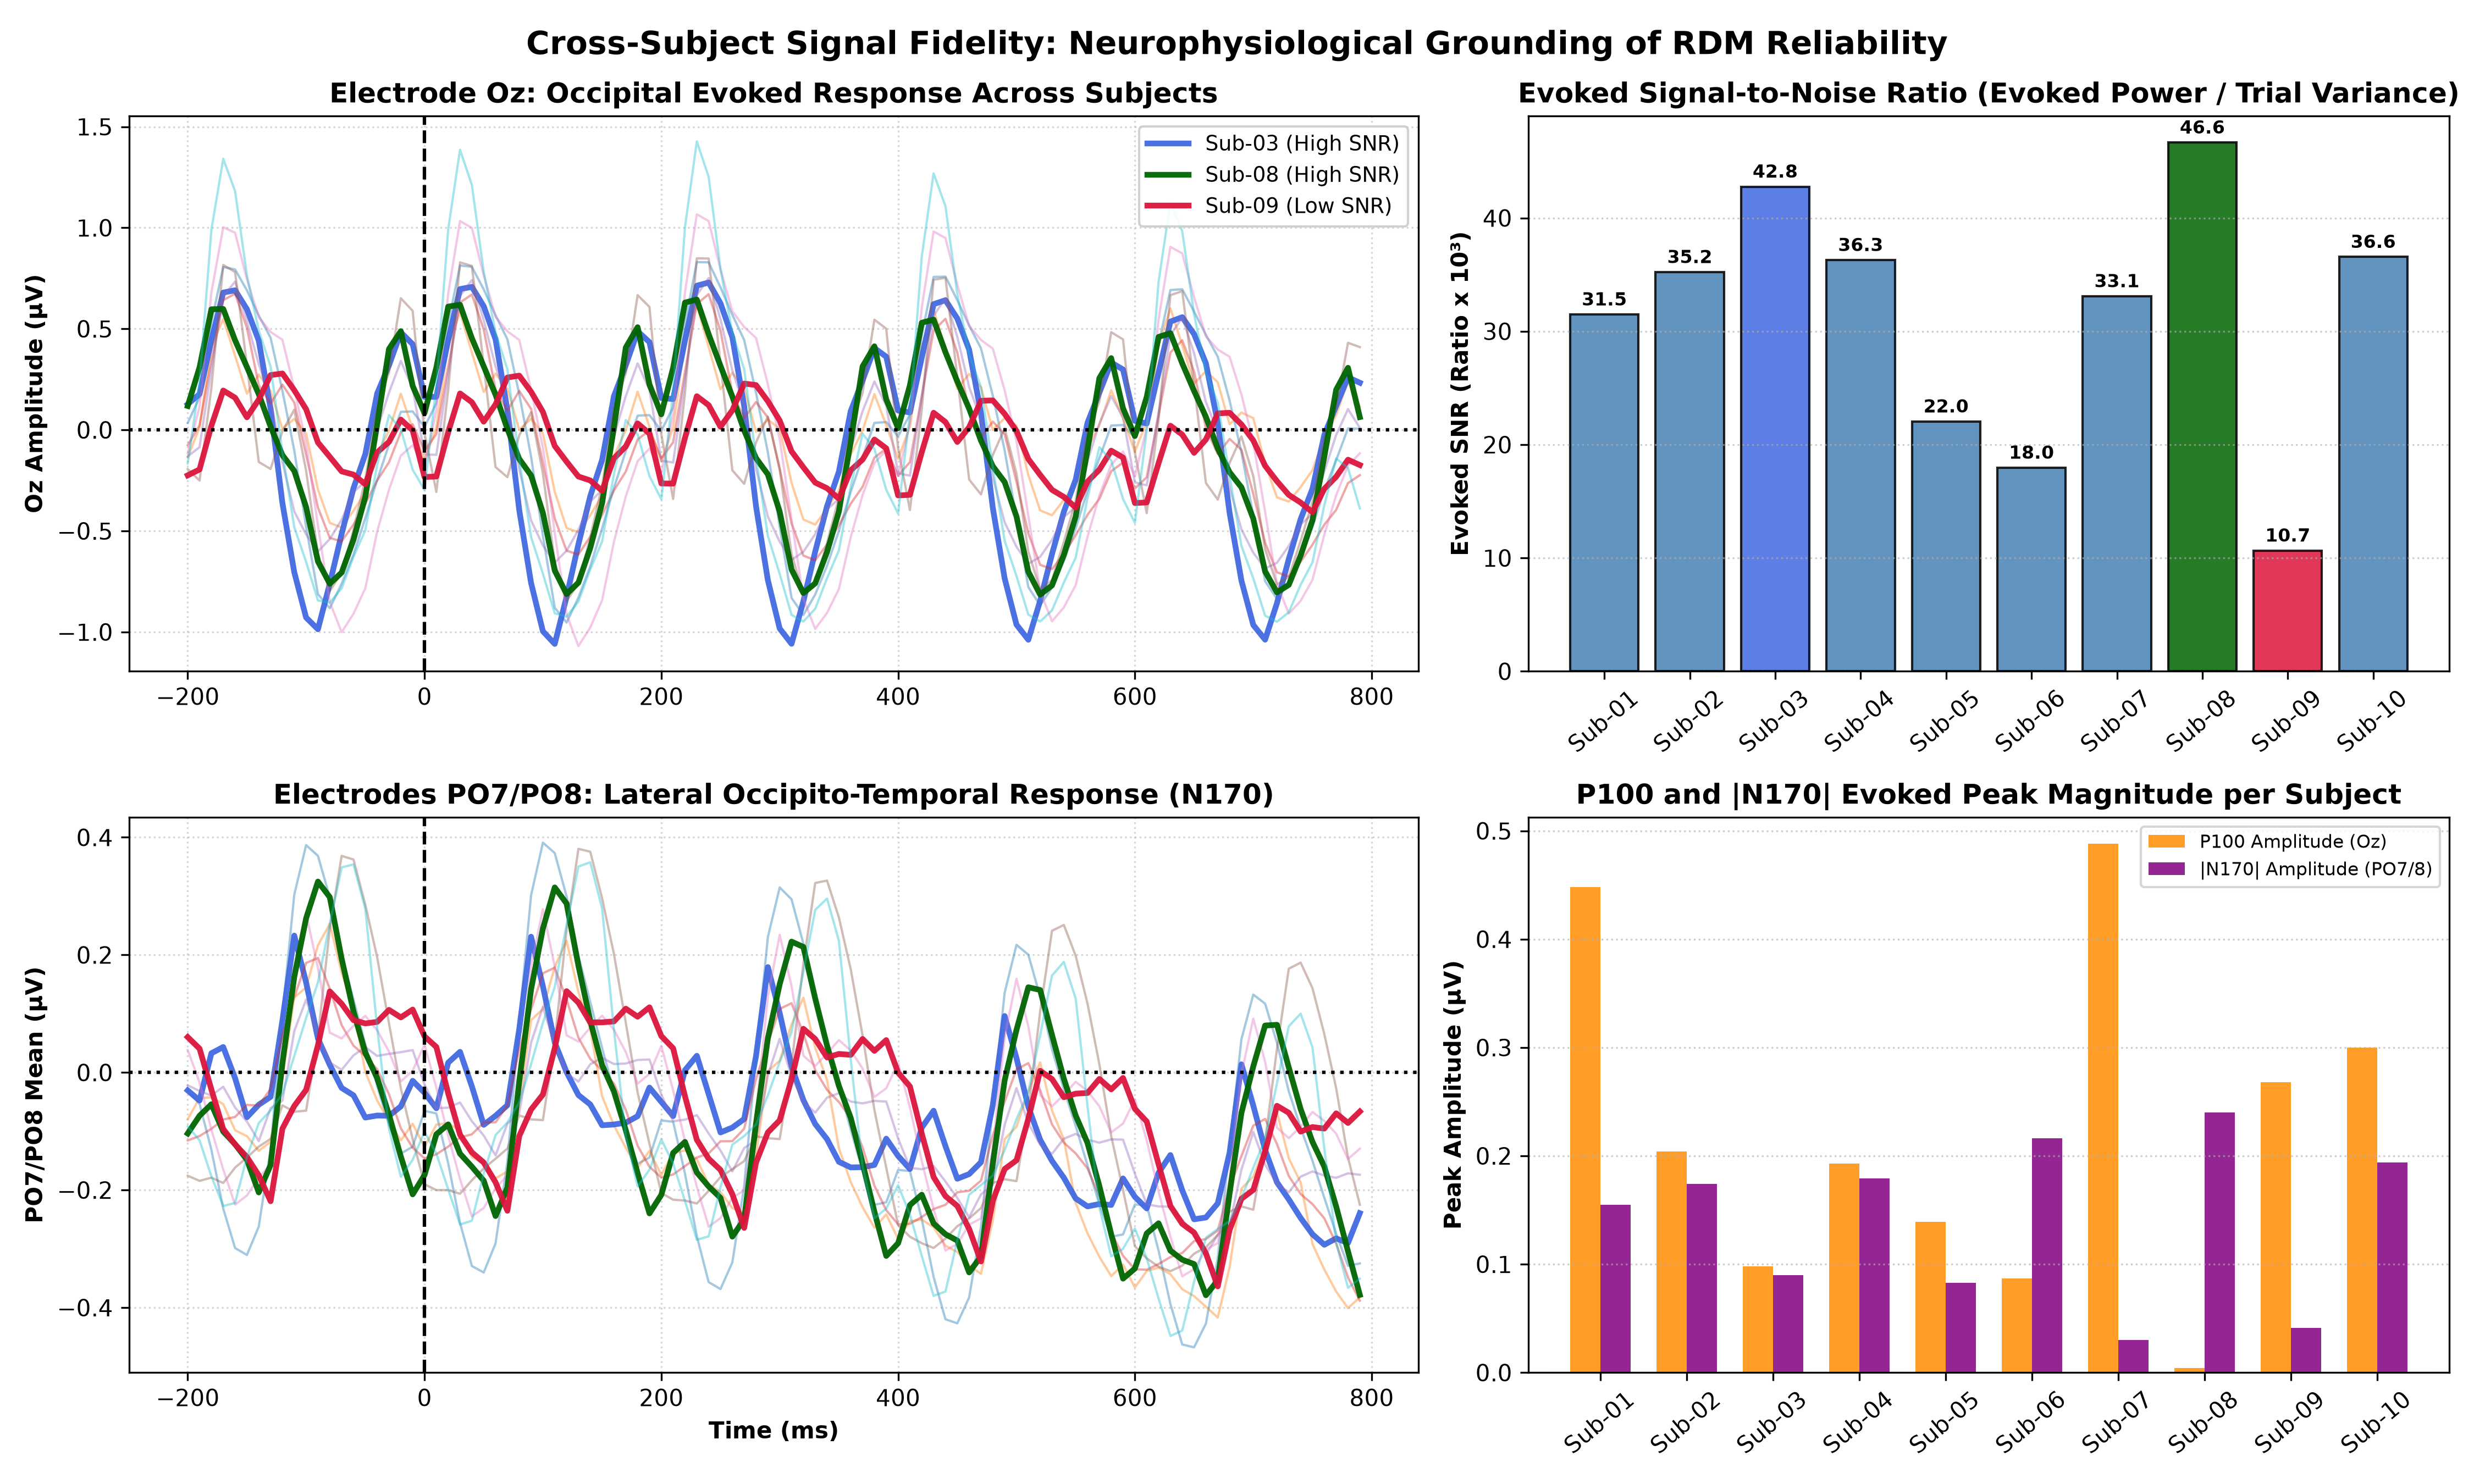 Cross-Subject Signal Fidelity: Neurophysiological Grounding of RDM Reliability
Electrode Oz: Occipital Evoked Response Across Subjects
Oz Amplitude (µV)
1.5
1.0
0.5
0.0
−0.5
−1.0
−200
0
200
400
600
800
Sub-03 (High SNR)
Sub-08 (High SNR)
Sub-09 (Low SNR)
Evoked Signal-to-Noise Ratio (Evoked Power / Trial Variance)
Evoked SNR (Ratio x 10³)
40
30
20
10
0
31.5
35.2
42.8
36.3
22.0
18.0
33.1
46.6
10.7
36.6
Sub-01
Sub-02
Sub-03
Sub-04
Sub-05
Sub-06
Sub-07
Sub-08
Sub-09
Sub-10
Electrodes PO7/PO8: Lateral Occipito-Temporal Response (N170)
PO7/PO8 Mean (µV)
0.4
0.2
0.0
−0.2
−0.4
−200
0
200
400
600
800
Time (ms)
P100 and |N170| Evoked Peak Magnitude per Subject
Peak Amplitude (µV)
0.5
0.4
0.3
0.2
0.1
0.0
P100 Amplitude (Oz)
|N170| Amplitude (PO7/8)
Sub-01
Sub-02
Sub-03
Sub-04
Sub-05
Sub-06
Sub-07
Sub-08
Sub-09
Sub-10